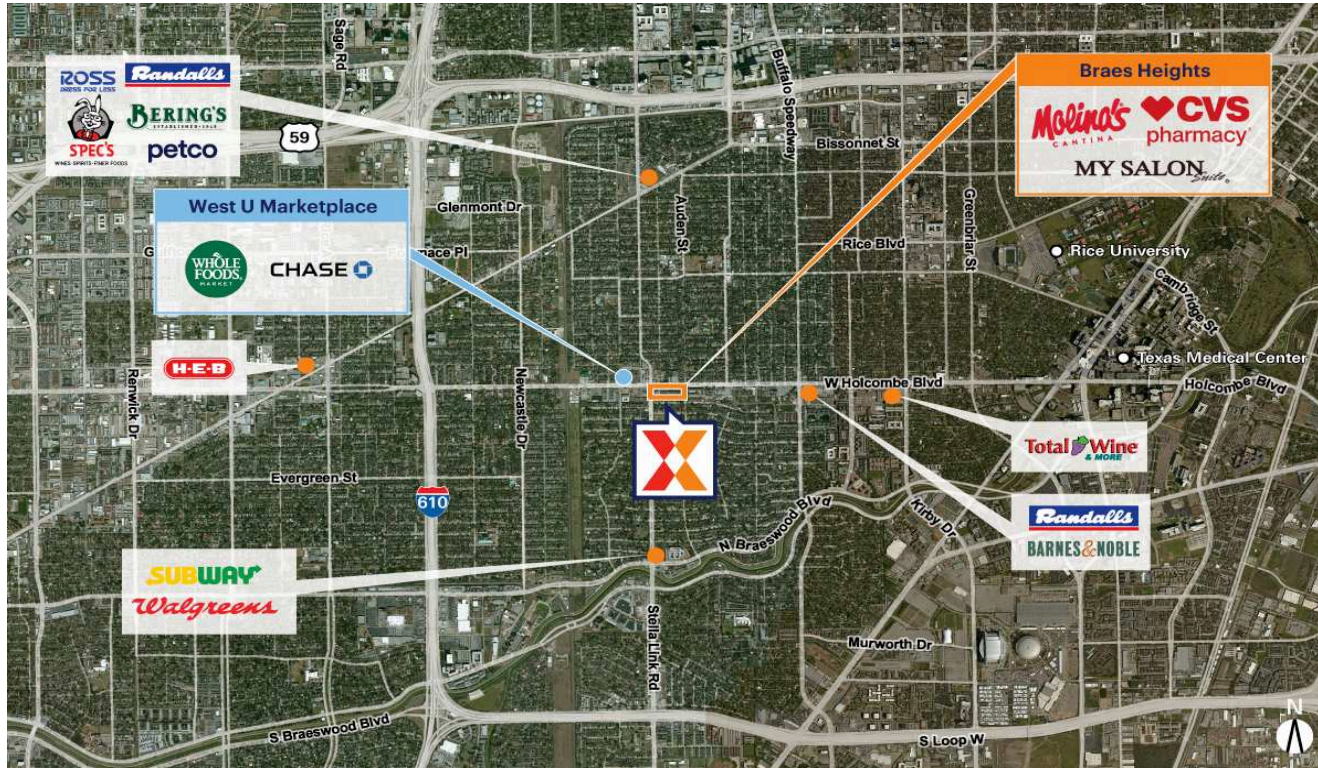 Sage Rd
Buffalo Speedway
ROSS
DRESS FOR LESS
Randalls
SPEC'S
WINES·SPIRITS·FINER FOODS
BERING'S
petco
59
Braes Heights
Molina's
CANTINA
CVS
pharmacy
MY SALON
Suite
Bissonnet St
West U Marketplace
WHOLE
FOODS
MARKET
CHASE
Glenmont Dr
Auden St
Greenbriar St
Rice Blvd
Rice University
Cambridge St
Texas Medical Center
H-E-B
Renwick Dr
Newcastle Dr
W Holcombe Blvd
Holcombe Blvd
Total Wine
& MORE
Evergreen St
610
N Braeswood Blvd
Kirby Dr
Randalls
BARNES&NOBLE
SUBWAY
Walgreens
Stella Link Rd
Murworth Dr
S Braeswood Blvd
S Loop W
N